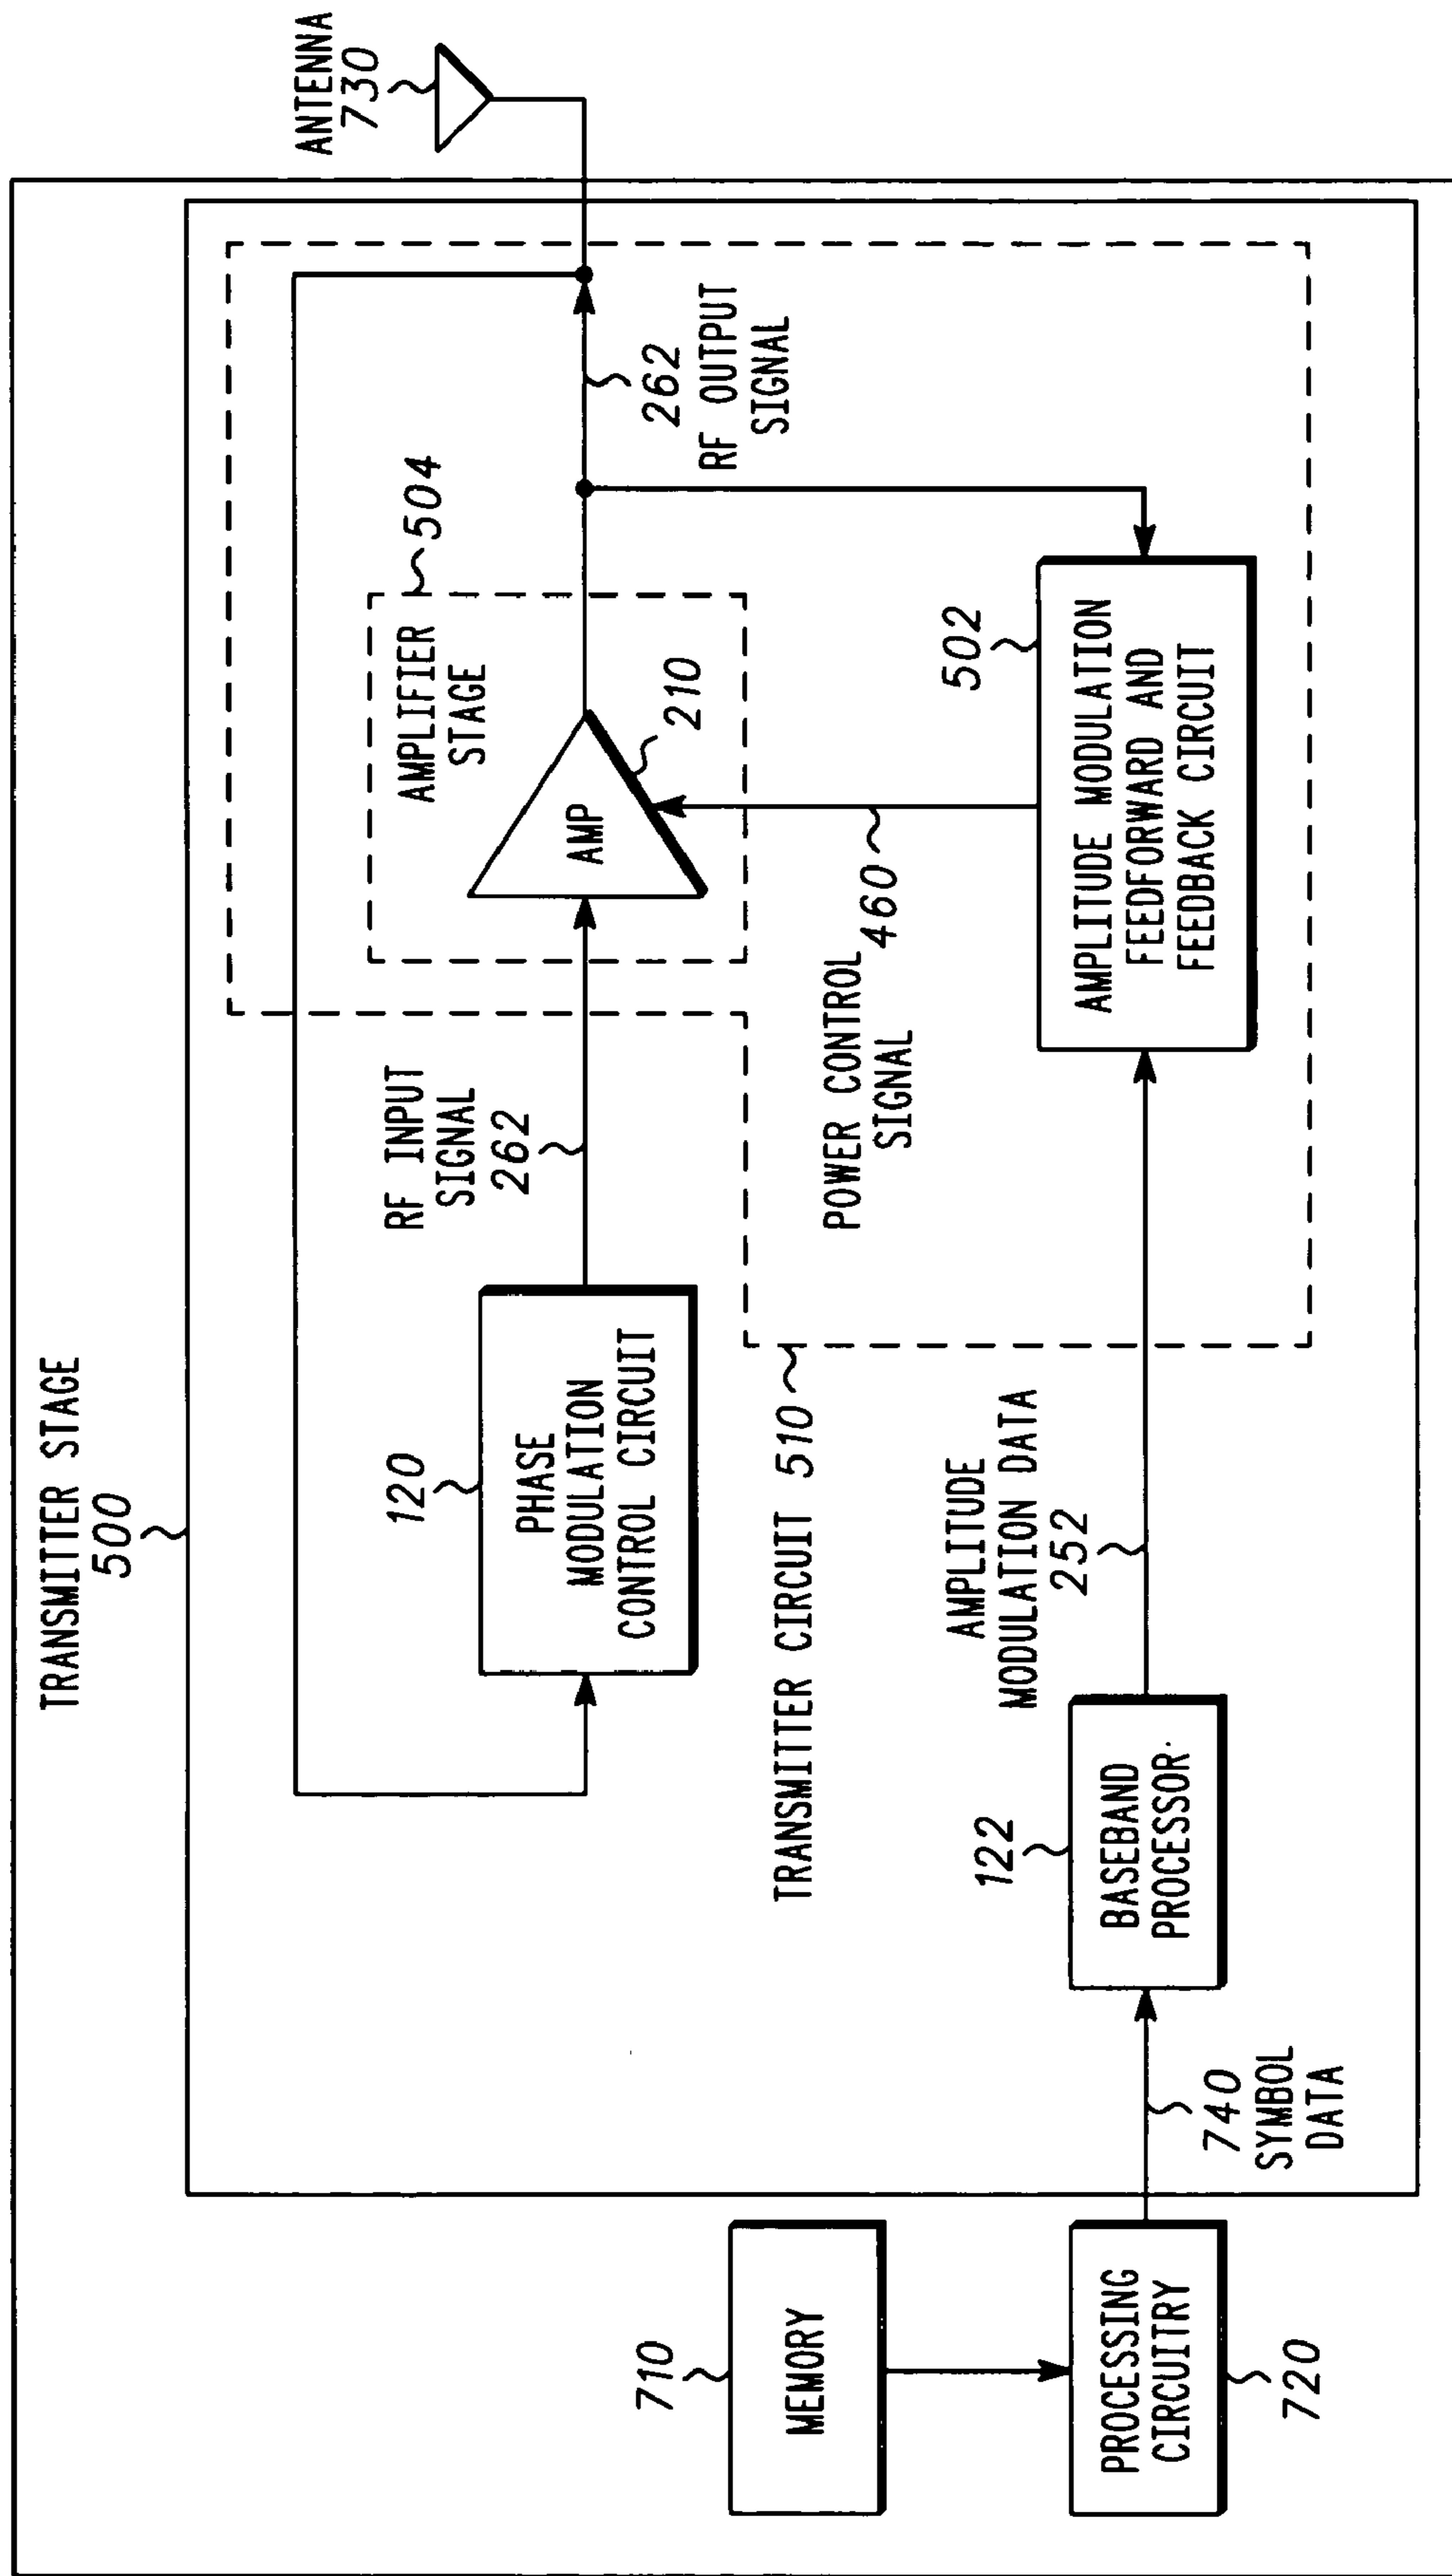 TRANSMITTER STAGE
500
ANTENNA
730
AMPLIFIER
STAGE
504
RF INPUT
SIGNAL
262
120
PHASE
MODULATION
CONTROL CIRCUIT
AMP
210
262
RF OUTPUT
SIGNAL
TRANSMITTER CIRCUIT 510
POWER CONTROL
SIGNAL
460
502
AMPLITUDE MODULATION
FEEDFORWARD AND
FEEDBACK CIRCUIT
AMPLITUDE
MODULATION DATA
252
122
BASEBAND
PROCESSOR
740
SYMBOL
DATA
710
MEMORY
PROCESSING
CIRCUITRY
720